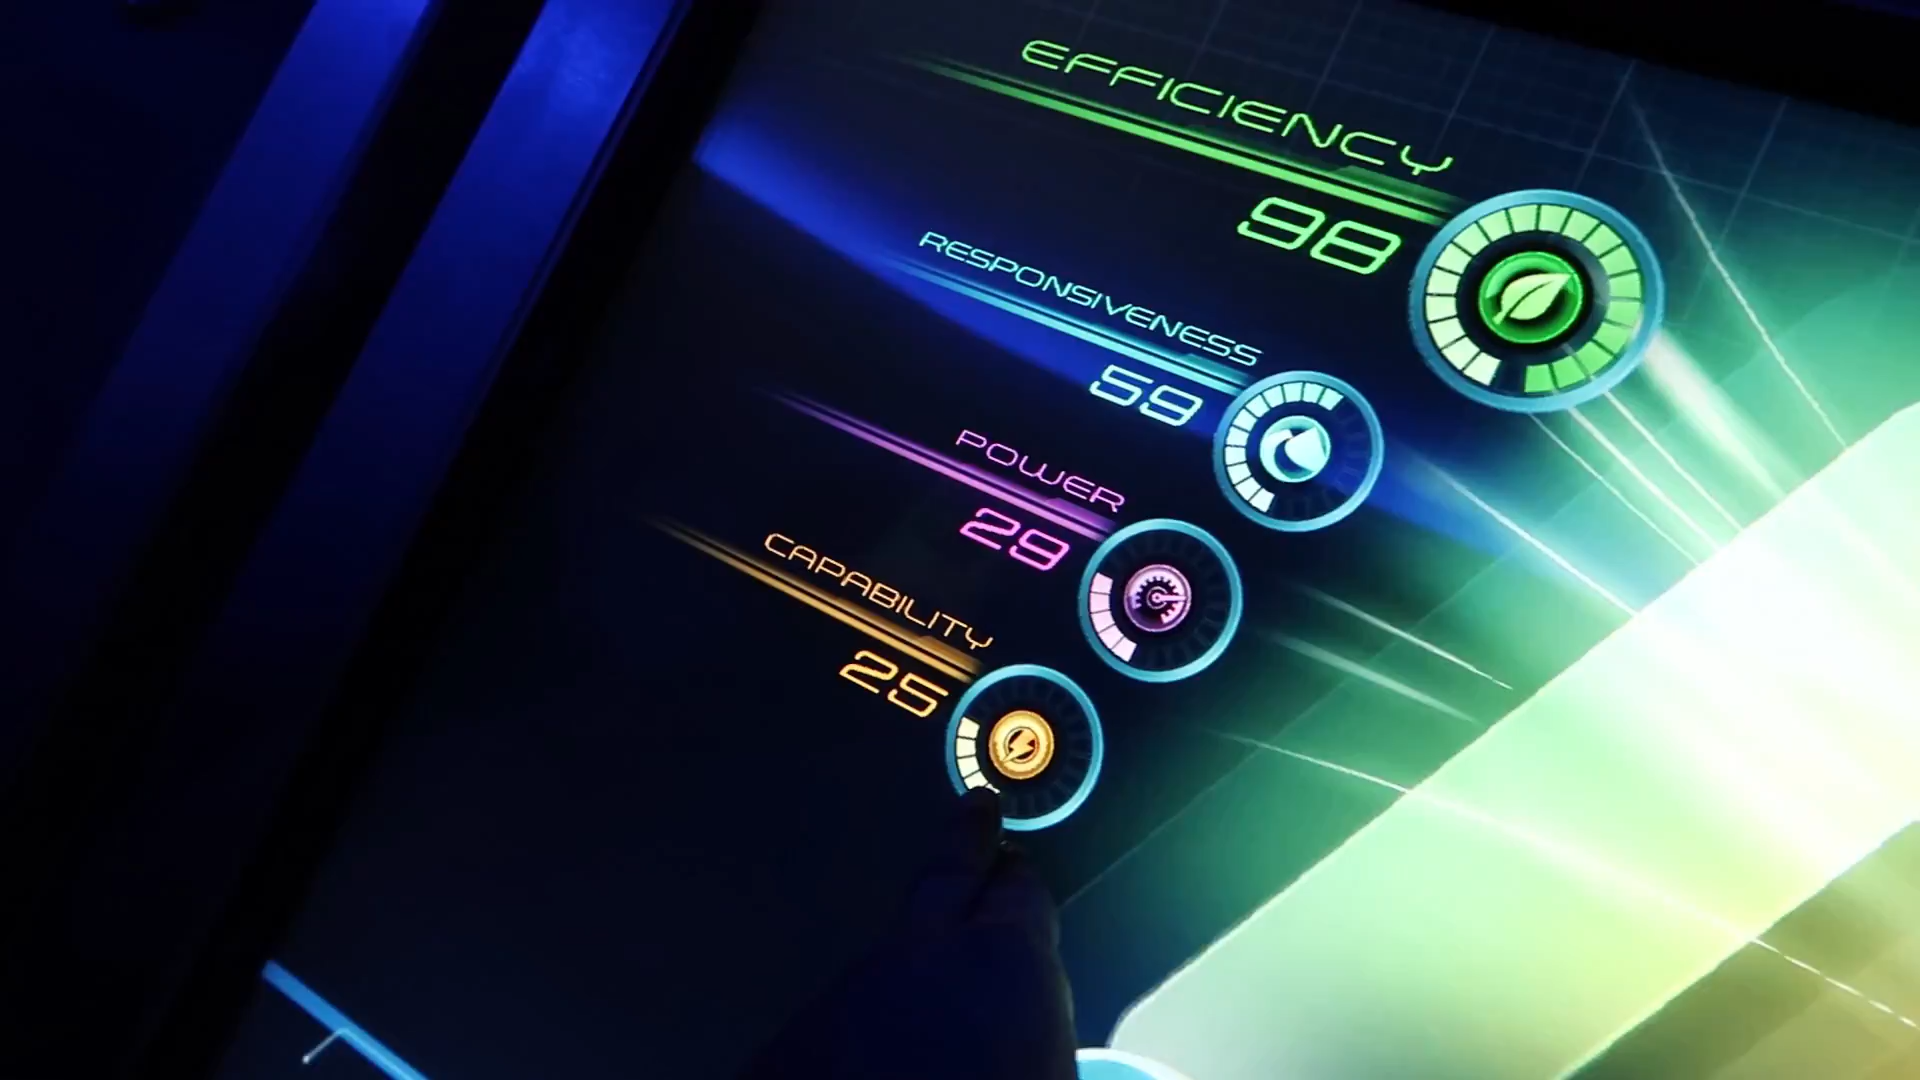 EFFICIENCY
98
RESPONSIVENESS
59
POWER
29
CAPABILITY
25